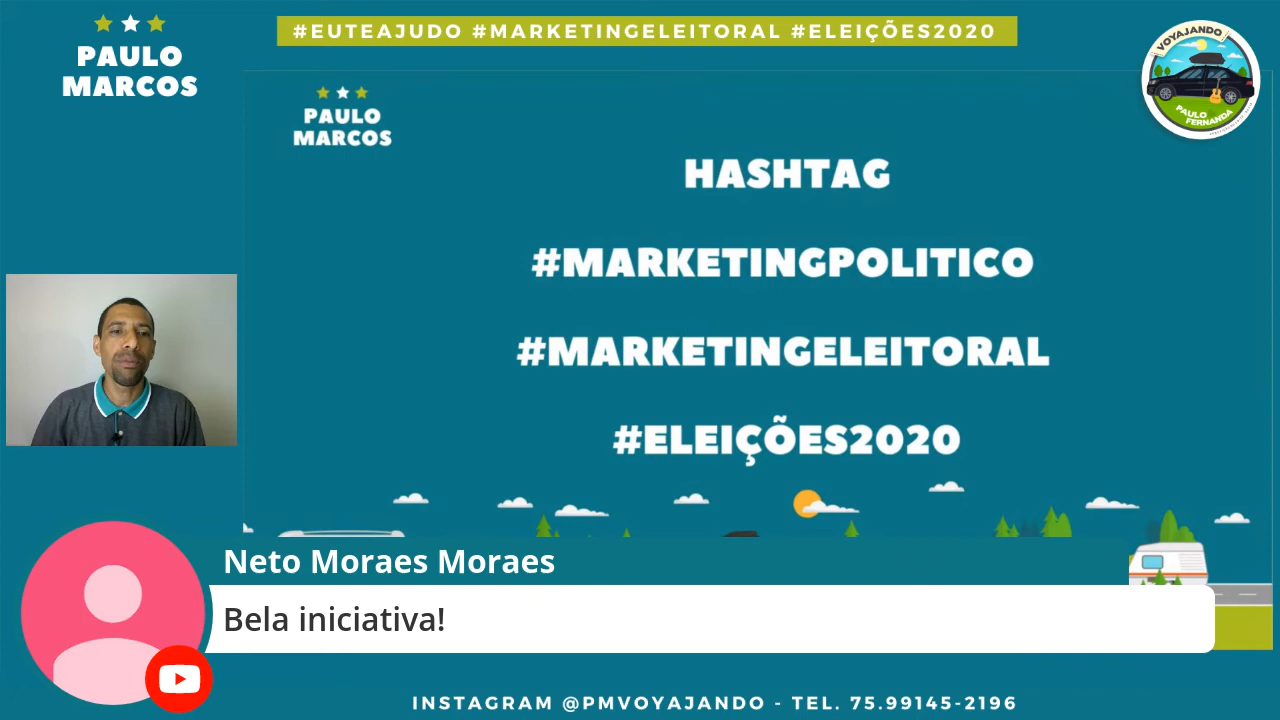 PAULO
MARCOS
#EUTEAJUDO #MARKETINGELEITORAL #ELEIÇÕES2020
VOYAJANDO
PAULO
FERNANDA
PAULO
MARCOS
HASHTAG
#MARKETINGPOLITICO
#MARKETINGELEITORAL
#ELEIÇÕES2020
Neto Moraes Moraes
Bela iniciativa!
INSTAGRAM @PMVOYAJANDO - TEL. 75.99145-2196